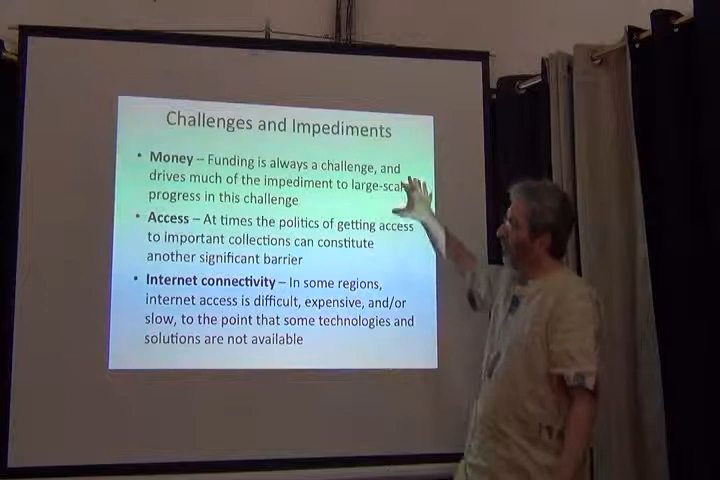 Challenges and Impediments
• Money – Funding is always a challenge, and
drives much of the impediment to large-scale
progress in this challenge
• Access – At times the politics of getting access
to important collections can constitute
another significant barrier
• Internet connectivity – In some regions,
internet access is difficult, expensive, and/or
slow, to the point that some technologies and
solutions are not available